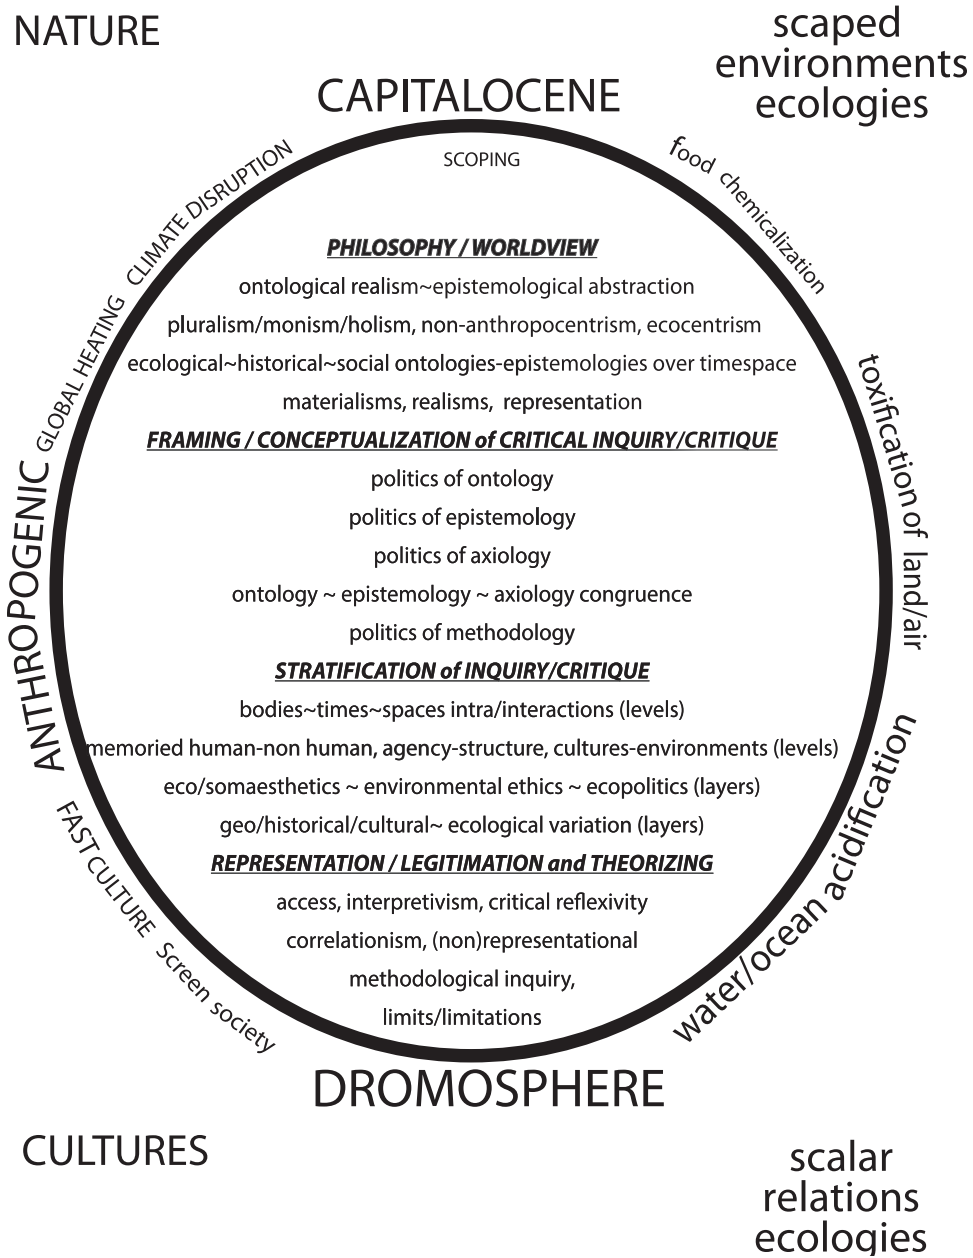 NATURE
scaped
environments
ecologies
CAPITALOCENE
SCOPING
CLIMATE DISRUPTION
food chemicalization
PHILOSOPHY / WORLDVIEW
ontological realism~epistemological abstraction
pluralism/monism/holism, non-anthropocentrism, ecocentrism
ecological~historical~social ontologies-epistemologies over timespace
materialisms, realisms, representation
GLOBAL HEATING
toxification of land/air
FRAMING / CONCEPTUALIZATION of CRITICAL INQUIRY/CRITIQUE
politics of ontology
politics of epistemology
politics of axiology
ontology ~ epistemology ~ axiology congruence
politics of methodology
ANTHROPOGENIC
STRATIFICATION of INQUIRY/CRITIQUE
bodies~times~spaces intra/interactions (levels)
memoried human-non human, agency-structure, cultures-environments (levels)
eco/somaesthetics ~ environmental ethics ~ ecopolitics (layers)
geo/historical/cultural~ ecological variation (layers)
FAST CULTURE
water/ocean acidification
REPRESENTATION / LEGITIMATION and THEORIZING
access, interpretivism, critical reflexivity
correlationism, (non)representational
methodological inquiry,
limits/limitations
Screen society
DROMOSPHERE
CULTURES
scalar
relations
ecologies